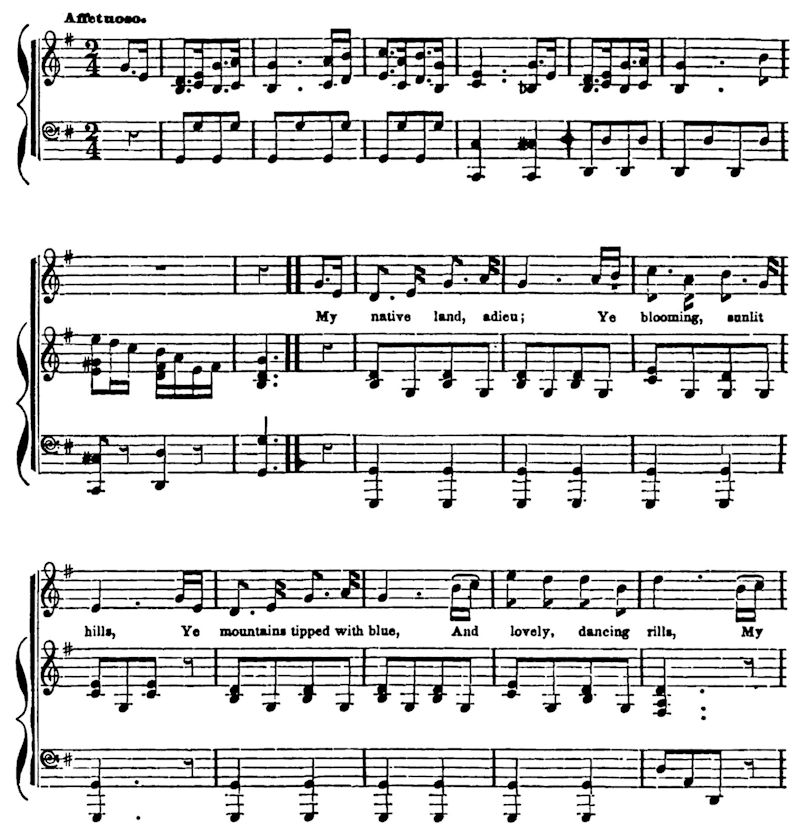 Affetuoso.
My native land, adieu; Ye blooming, sunlit
hills, Ye mountains tipped with blue, And lovely, dancing rills, My